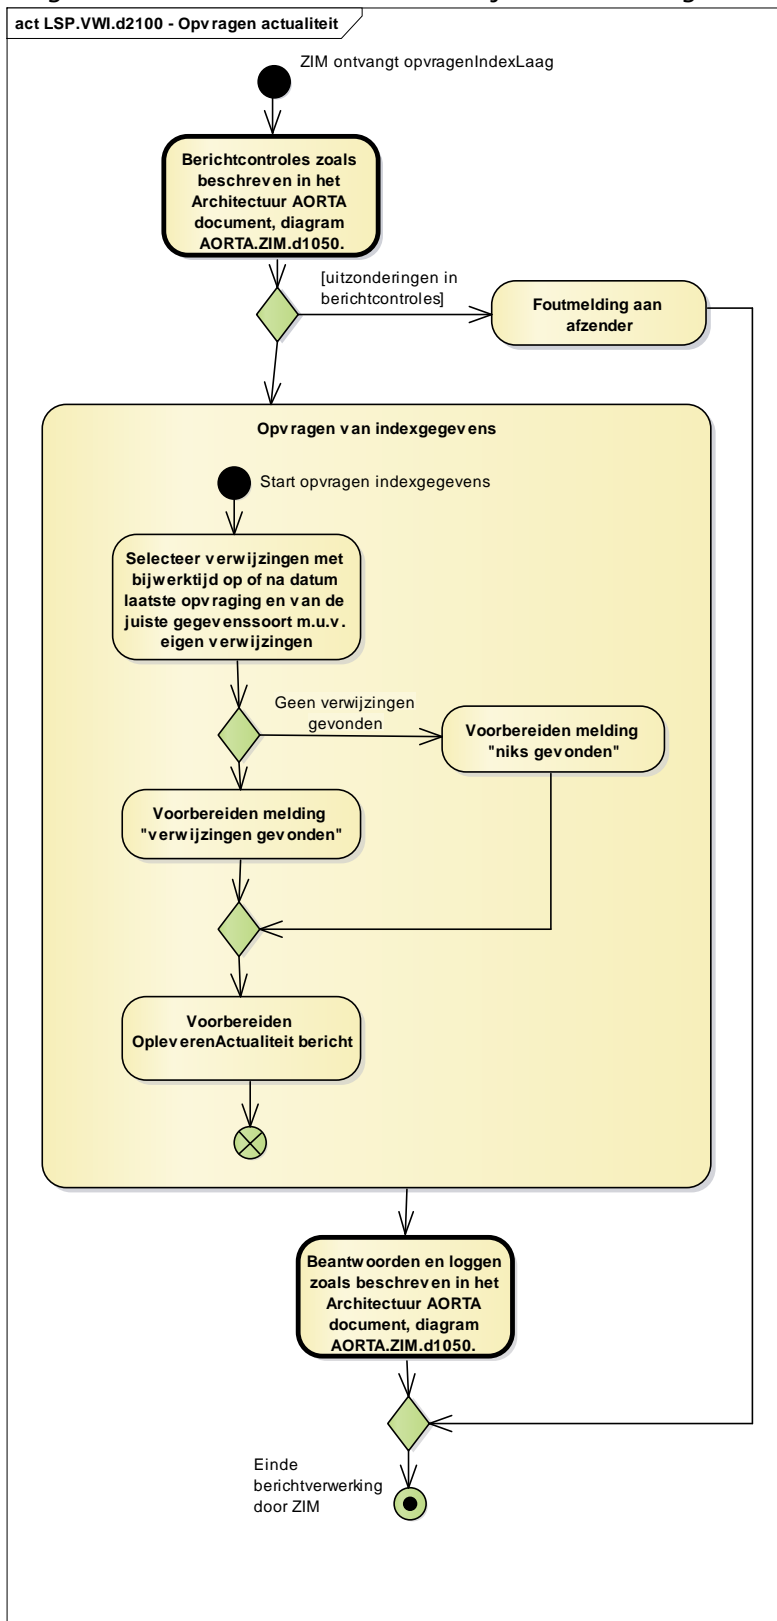 act LSP.VWI.d2100 - Opvragen actualiteit
ZIM ontvangt opvragenIndexLaag
Berichtcontroles zoals
beschreven in het
Architectuur AORTA
document, diagram
AORTA.ZIM.d1050.
[uitzonderingen in
berichtcontroles]
Foutmelding aan
afzender
Opvragen van indexgegevens
Start opvragen indexgegevens
Selecteer verwijzingen met
bijwerktijd op of na datum
laatste opvraging en van de
juiste gegevenssoort m.u.v.
eigen verwijzingen
Geen verwijzingen
gevonden
Voorbereiden melding
"niks gevonden"
Voorbereiden melding
"verwijzingen gevonden"
Voorbereiden
OpleverenActualiteit bericht
Beantwoorden en loggen
zoals beschreven in het
Architectuur AORTA
document, diagram
AORTA.ZIM.d1050.
Einde
berichtverwerking
door ZIM